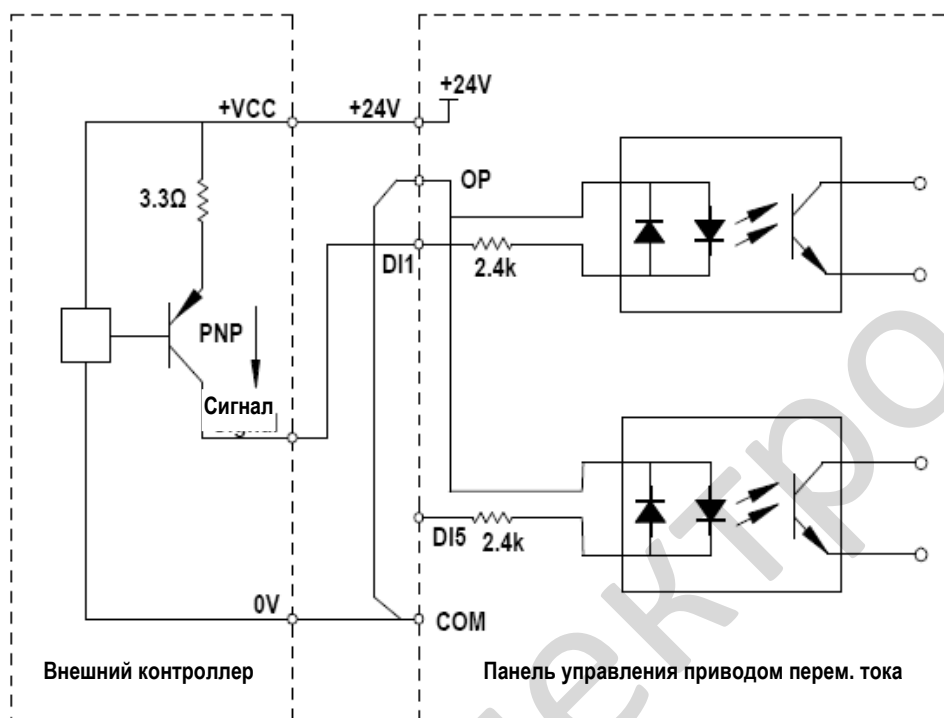 +24V
+VCC
+24V
OP
3.3Ω
DI1
2.4k
PNP
Сигнал
DI5
2.4k
0V
COM
Внешний контроллер
Панель управления приводом перем. тока